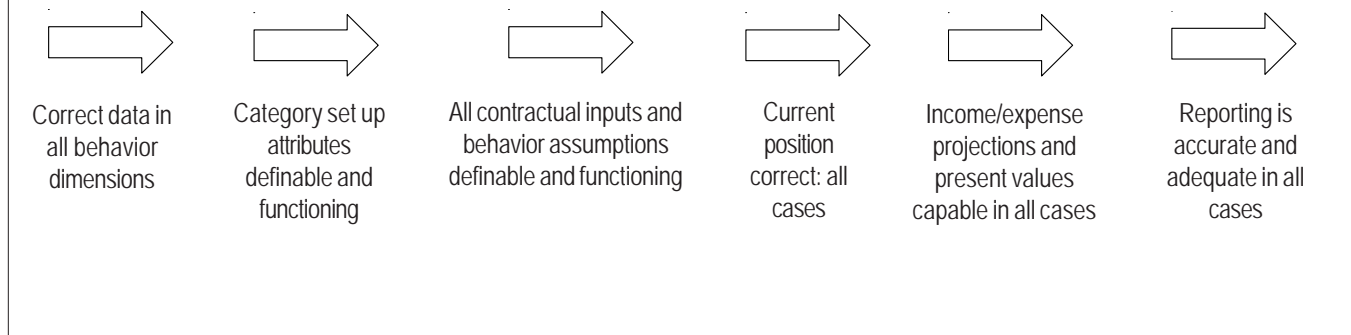 Correct data in
all behavior
dimensions
Category set up
attributes
definable and
functioning
All contractual inputs and
behavior assumptions
definable and functioning
Current
position
correct: all
cases
Income/expense
projections and
present values
capable in all cases
Reporting is
accurate and
adequate in all
cases